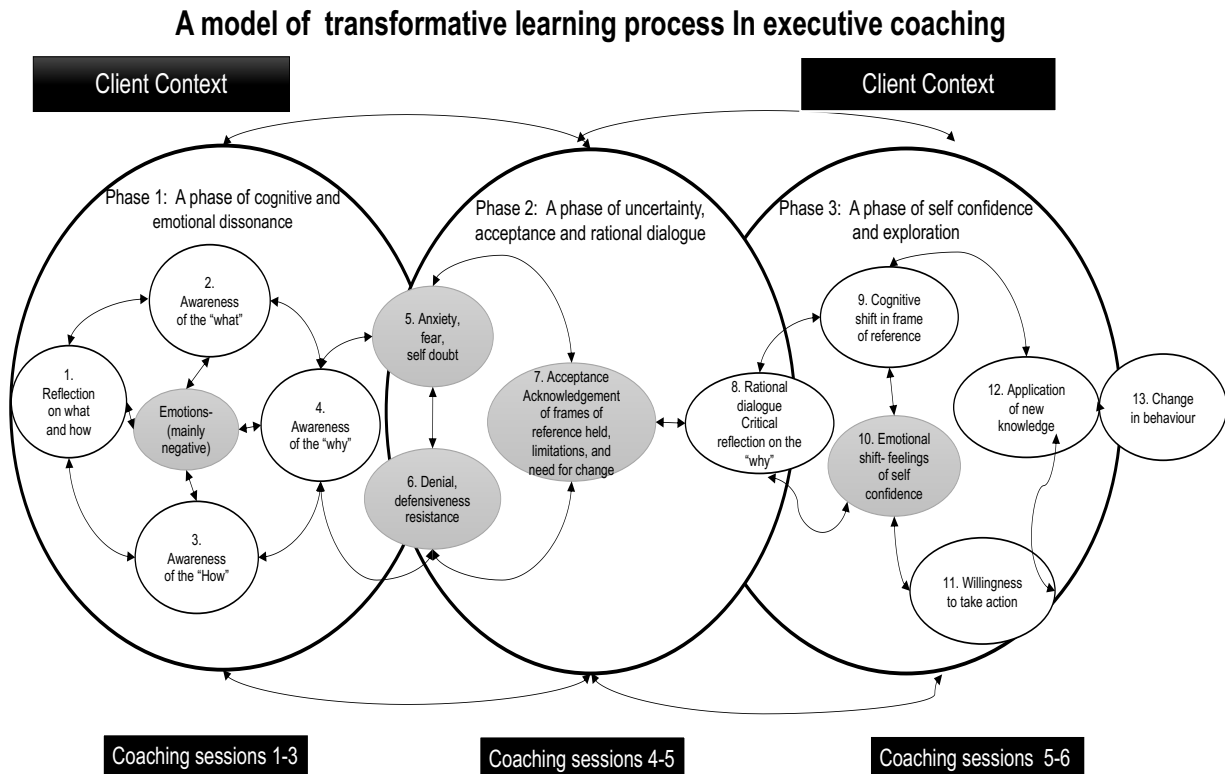 A model of transformative learning process In executive coaching
Client Context
Client Context
Phase 1: A phase of cognitive and
emotional dissonance
Phase 2: A phase of uncertainty,
acceptance and rational dialogue
Phase 3: A phase of self confidence
and exploration
1.
Reflection
on what
and how
2.
Awareness
of the “what”
Emotions-
(mainly
negative)
3.
Awareness
of the “How”
4.
Awareness
of the “why”
5. Anxiety,
fear,
self doubt
6. Denial,
defensiveness
resistance
7. Acceptance
Acknowledgement
of frames of
reference held,
limitations, and
need for change
8. Rational
dialogue
Critical
reflection on the
“why”
9. Cognitive
shift in frame
of reference
10. Emotional
shift- feelings
of self
confidence
11. Willingness
to take action
12. Application
of new
knowledge
13. Change
in behaviour
Coaching sessions 1-3
Coaching sessions 4-5
Coaching sessions 5-6